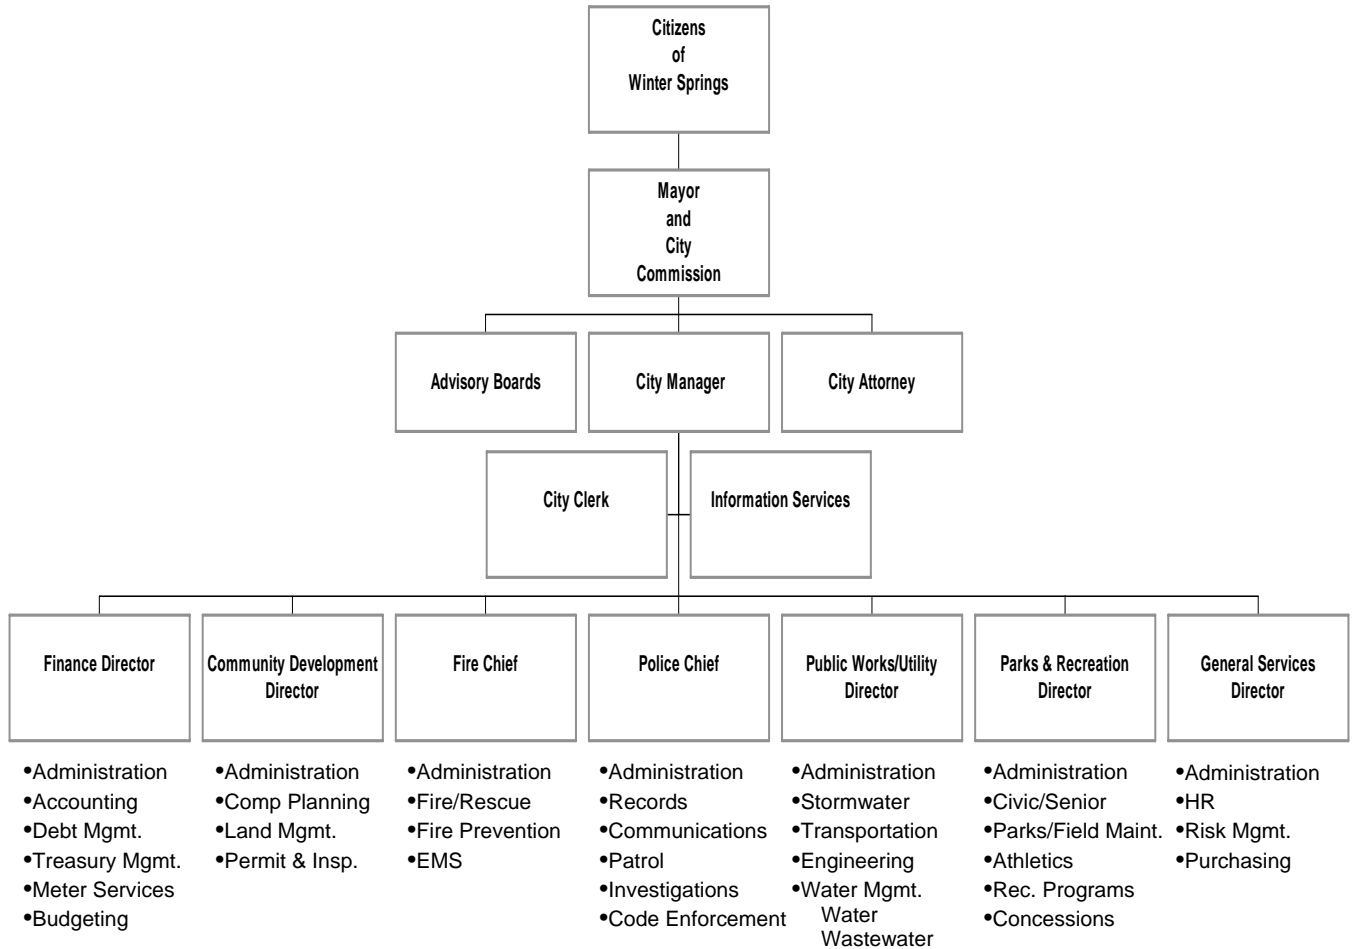 Citizens
of
Winter Springs
Mayor
and
City
Commission
Advisory Boards
City Manager
City Attorney
City Clerk
Information Services
Finance Director
Community Development
Director
Fire Chief
Police Chief
Public Works/Utility
Director
Parks & Recreation
Director
General Services
Director
•Administration
•Accounting
•Debt Mgmt.
•Treasury Mgmt.
•Meter Services
•Budgeting
•Administration
•Comp Planning
•Land Mgmt.
•Permit & Insp.
•Administration
•Fire/Rescue
•Fire Prevention
•EMS
•Administration
•Records
•Communications
•Patrol
•Investigations
•Code Enforcement
•Administration
•Stormwater
•Transportation
•Engineering
•Water Mgmt.
Water
Wastewater
•Administration
•Civic/Senior
•Parks/Field Maint.
•Athletics
•Rec. Programs
•Concessions
•Administration
•HR
•Risk Mgmt.
•Purchasing